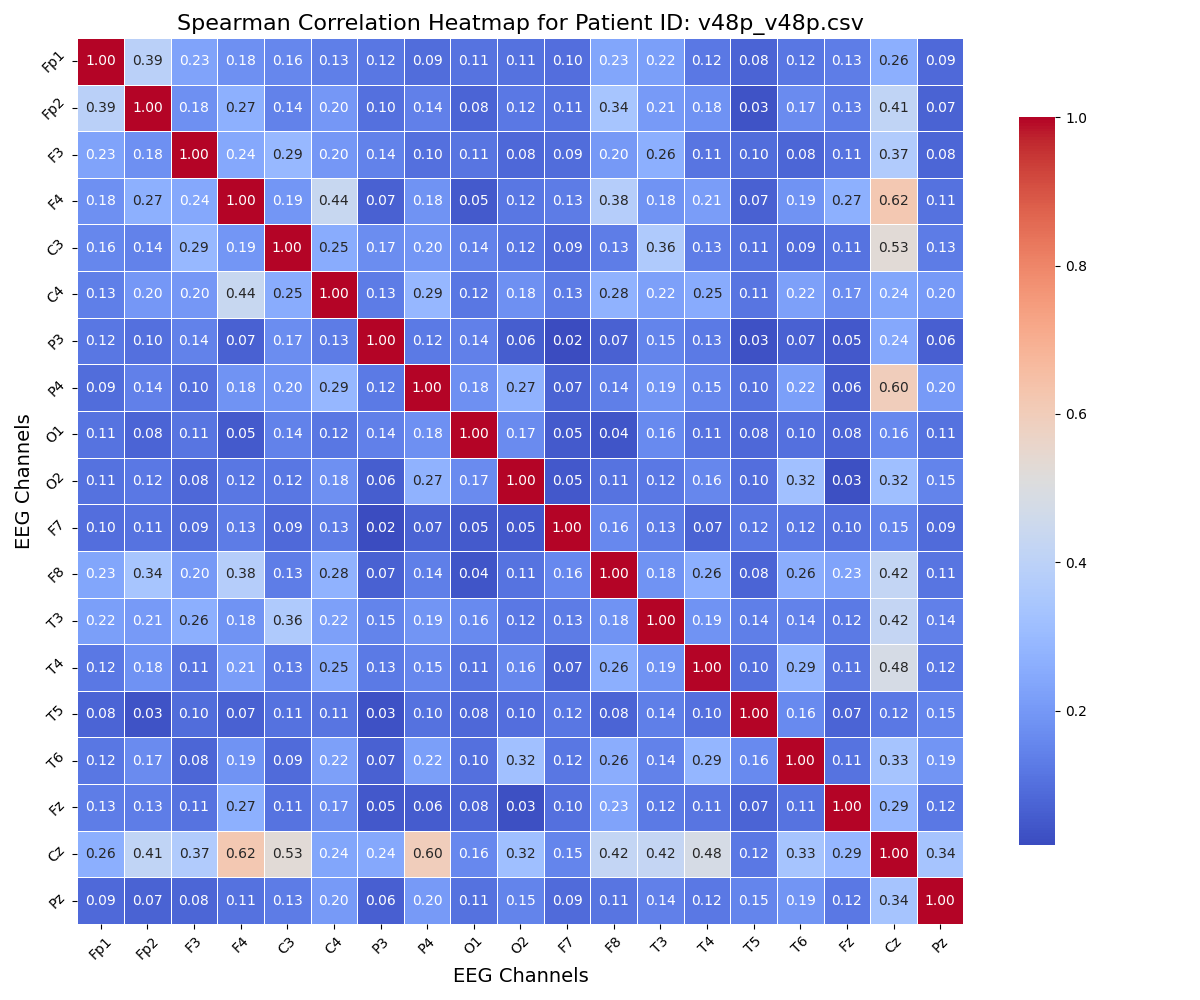 Spearman Correlation Heatmap for Patient ID: v48p_v48p.csv
Fp1 1.00 0.39 0.23 0.18 0.16 0.13 0.12 0.09 0.11 0.11 0.10 0.23 0.22 0.12 0.08 0.12 0.13 0.26 0.09
Fp2 0.39 1.00 0.18 0.27 0.14 0.20 0.10 0.14 0.08 0.12 0.11 0.34 0.21 0.18 0.03 0.17 0.13 0.41 0.07
F3 0.23 0.18 1.00 0.24 0.29 0.20 0.14 0.10 0.11 0.08 0.09 0.20 0.26 0.11 0.10 0.08 0.11 0.37 0.08
F4 0.18 0.27 0.24 1.00 0.19 0.44 0.07 0.18 0.05 0.12 0.13 0.38 0.18 0.21 0.07 0.19 0.27 0.62 0.11
C3 0.16 0.14 0.29 0.19 1.00 0.25 0.17 0.20 0.14 0.12 0.09 0.13 0.36 0.13 0.11 0.09 0.11 0.53 0.13
C4 0.13 0.20 0.20 0.44 0.25 1.00 0.13 0.29 0.12 0.18 0.13 0.28 0.22 0.25 0.11 0.22 0.17 0.24 0.20
P3 0.12 0.10 0.14 0.07 0.17 0.13 1.00 0.12 0.14 0.06 0.02 0.07 0.15 0.13 0.03 0.07 0.05 0.24 0.06
P4 0.09 0.14 0.10 0.18 0.20 0.29 0.12 1.00 0.18 0.27 0.07 0.14 0.19 0.15 0.10 0.22 0.06 0.60 0.20
O1 0.11 0.08 0.11 0.05 0.14 0.12 0.14 0.18 1.00 0.17 0.05 0.04 0.16 0.11 0.08 0.10 0.08 0.16 0.11
O2 0.11 0.12 0.08 0.12 0.12 0.18 0.06 0.27 0.17 1.00 0.05 0.11 0.12 0.16 0.10 0.32 0.03 0.32 0.15
F7 0.10 0.11 0.09 0.13 0.09 0.13 0.02 0.07 0.05 0.05 1.00 0.16 0.13 0.07 0.12 0.12 0.10 0.15 0.09
F8 0.23 0.34 0.20 0.38 0.13 0.28 0.07 0.14 0.04 0.11 0.16 1.00 0.18 0.26 0.08 0.26 0.23 0.42 0.11
T3 0.22 0.21 0.26 0.18 0.36 0.22 0.15 0.19 0.16 0.12 0.13 0.18 1.00 0.19 0.14 0.14 0.12 0.42 0.14
T4 0.12 0.18 0.11 0.21 0.13 0.25 0.13 0.15 0.11 0.16 0.07 0.26 0.19 1.00 0.10 0.29 0.11 0.48 0.12
T5 0.08 0.03 0.10 0.07 0.11 0.11 0.03 0.10 0.08 0.10 0.12 0.08 0.14 0.10 1.00 0.16 0.07 0.12 0.15
T6 0.12 0.17 0.08 0.19 0.09 0.22 0.07 0.22 0.10 0.32 0.12 0.26 0.14 0.29 0.16 1.00 0.11 0.33 0.19
Fz 0.13 0.13 0.11 0.27 0.11 0.17 0.05 0.06 0.08 0.03 0.10 0.23 0.12 0.11 0.07 0.11 1.00 0.29 0.12
Cz 0.26 0.41 0.37 0.62 0.53 0.24 0.24 0.60 0.16 0.32 0.15 0.42 0.42 0.48 0.12 0.33 0.29 1.00 0.34
Pz 0.09 0.07 0.08 0.11 0.13 0.20 0.06 0.20 0.11 0.15 0.09 0.11 0.14 0.12 0.15 0.19 0.12 0.34 1.00
Fp1 Fp2 F3 F4 C3 C4 P3 P4 O1 O2 F7 F8 T3 T4 T5 T6 Fz Cz Pz
EEG Channels
EEG Channels
1.0
0.8
0.6
0.4
0.2